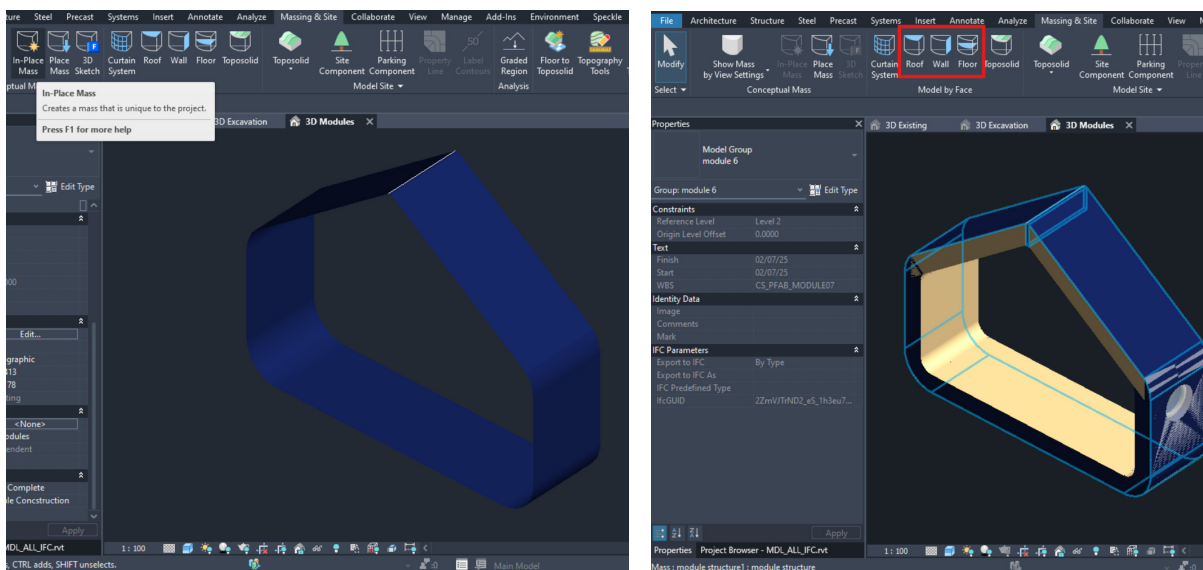 ture Steel Precast Systems Insert Annotate Analyze Massing & Site Collaborate View Manage Add-Ins Environment Speckle
In-Place Mass
Place Mass
3D Sketch
Curtain System
Roof
Wall
Floor
Toposolid
Toposolid
Site Component
Parking Component
Property Line
Label Contours
Graded Region
Floor to Toposolid
Topography Tools
Model Site
Analysis
In-Place Mass
Creates a mass that is unique to the project.
Press F1 for more help
3D Excavation
3D Modules
Edit Type
Edit...
<None>
Complete
Apply
MDL_ALL_IFC.rvt
1 : 100
CTRL adds, SHIFT unselects.
:0
Main Model
File Architecture Structure Steel Precast Systems Insert Annotate Analyze Massing & Site Collaborate View
Modify
Show Mass by View Settings
In-Place Mass
Place Mass
3D Sketch
Curtain System
Roof
Wall
Floor
Toposolid
Toposolid
Site Component
Parking Component
Select
Conceptual Mass
Model by Face
Model Site
Properties
3D Existing
3D Excavation
3D Modules
Model Group
module 6
Group: module 6
Edit Type
Constraints
Reference Level Level 2
Origin Level Offset 0.0000
Text
Finish 02/07/25
Start 02/07/25
WBS CS_PFAB_MODULE07
Identity Data
Image
Comments
Mark
IFC Parameters
Export to IFC By Type
Export to IFC As
IFC Predefined Type
IfcGUID 2ZmVJTrND2_eS_1h3eu7...
Apply
Properties Project Browser - MDL_ALL_IFC.rvt
1 : 100
Mass : module structure1 : module structure